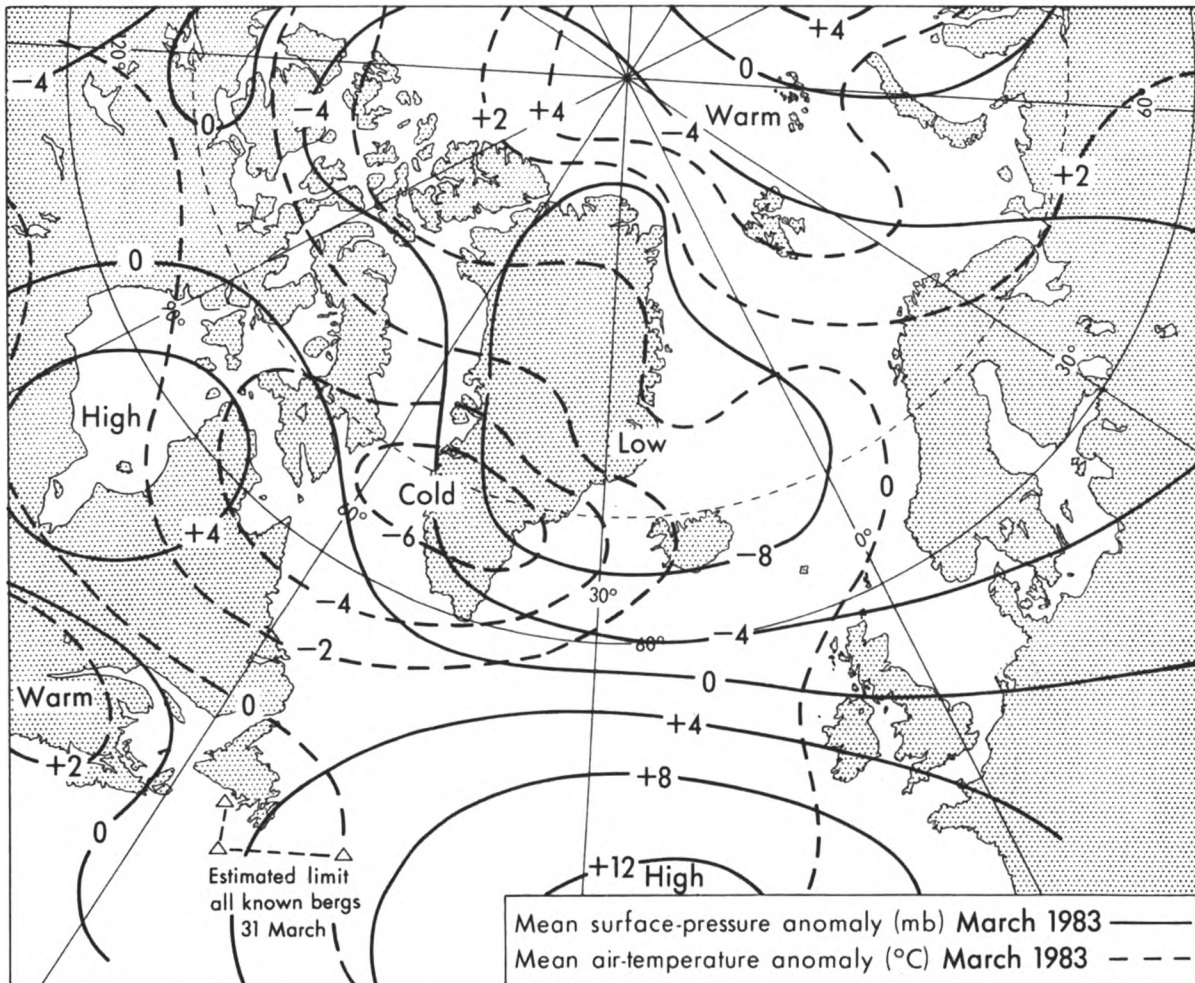 +4
120°
-4
0
+2
+4
Warm
-4
60
0
-4
+2
0
80°
30°
High
Low
Cold
0
+4
60°
-6
-8
0°
-4
30°
-2
60°
-4
Warm
0
0
+4
+2
+8
0
+12 High
Estimated limit
all known bergs
31 March
Mean surface-pressure anomaly (mb) March 1983
Mean air-temperature anomaly (°C) March 1983